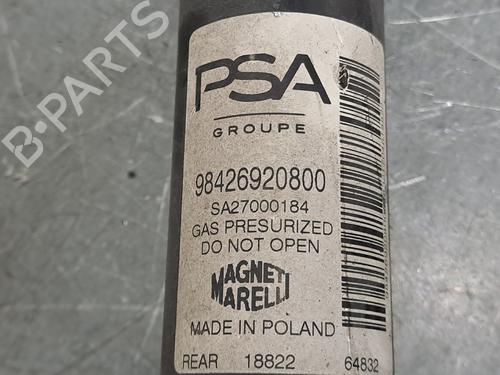 PSA
GROUPE
98426920800
SA27000184
GAS PRESURIZED
DO NOT OPEN
MAGNETI
MARELLI
MADE IN POLAND
REAR 18822 64832
B-PARTS